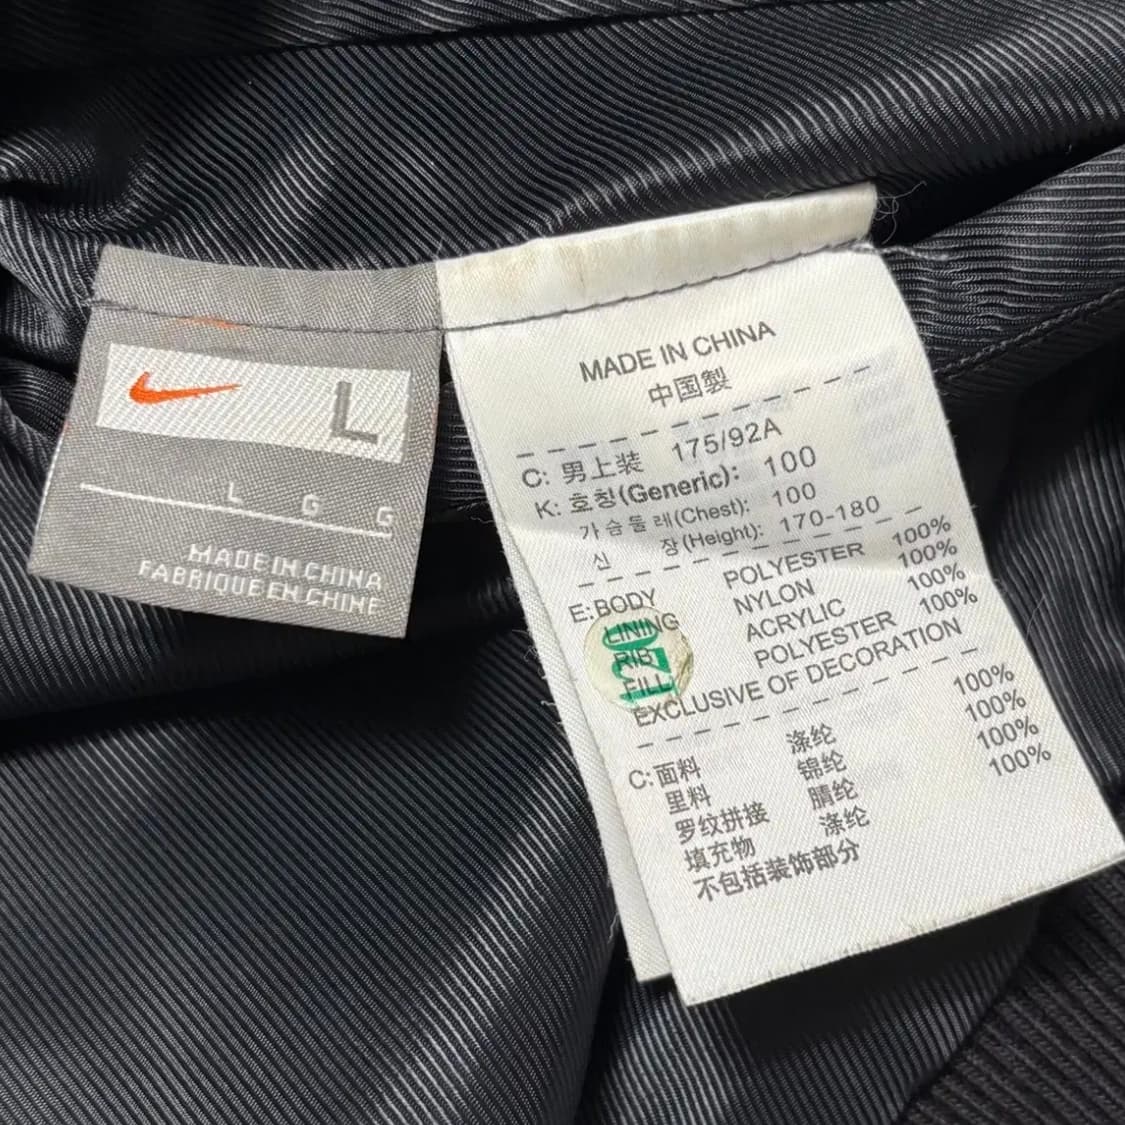 L
L G G
MADE IN CHINA
FABRIQUE EN CHINE
MADE IN CHINA
中国製
C: 男上装 175/92A
K: 호칭(Generic): 100
가슴둘레(Chest): 100
신 장(Height): 170-180
E: BODY POLYESTER 100%
LINING NYLON 100%
RIB ACRYLIC 100%
FILL POLYESTER 100%
EXCLUSIVE OF DECORATION
C: 面料 涤纶 100%
里料 锦纶 100%
罗纹拼接 腈纶 100%
填充物 涤纶 100%
不包括装饰部分